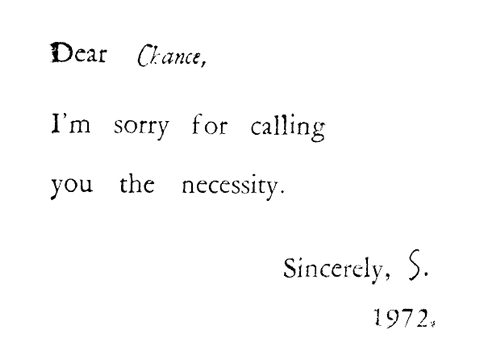 Dear Chance,
I'm sorry for calling
you the necessity.
Sincerely, S.
1972.